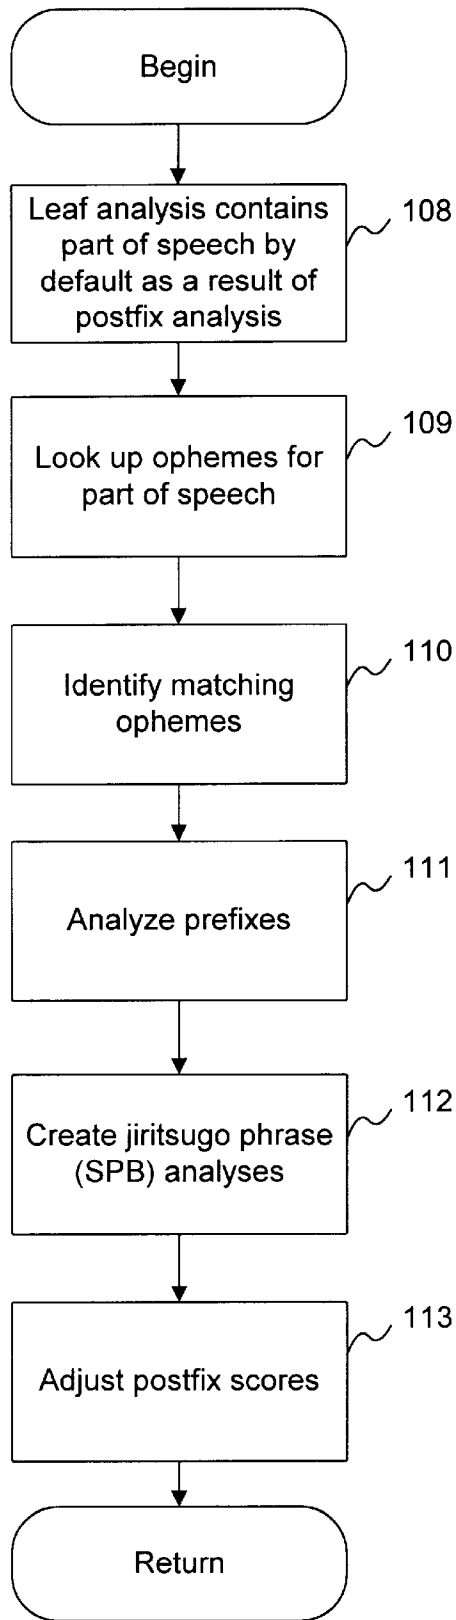 Begin
Leaf analysis contains
part of speech by
default as a result of
postfix analysis
108
Look up ophemes for
part of speech
109
Identify matching
ophemes
110
Analyze prefixes
111
Create jiritsugo phrase
(SPB) analyses
112
Adjust postfix scores
113
Return